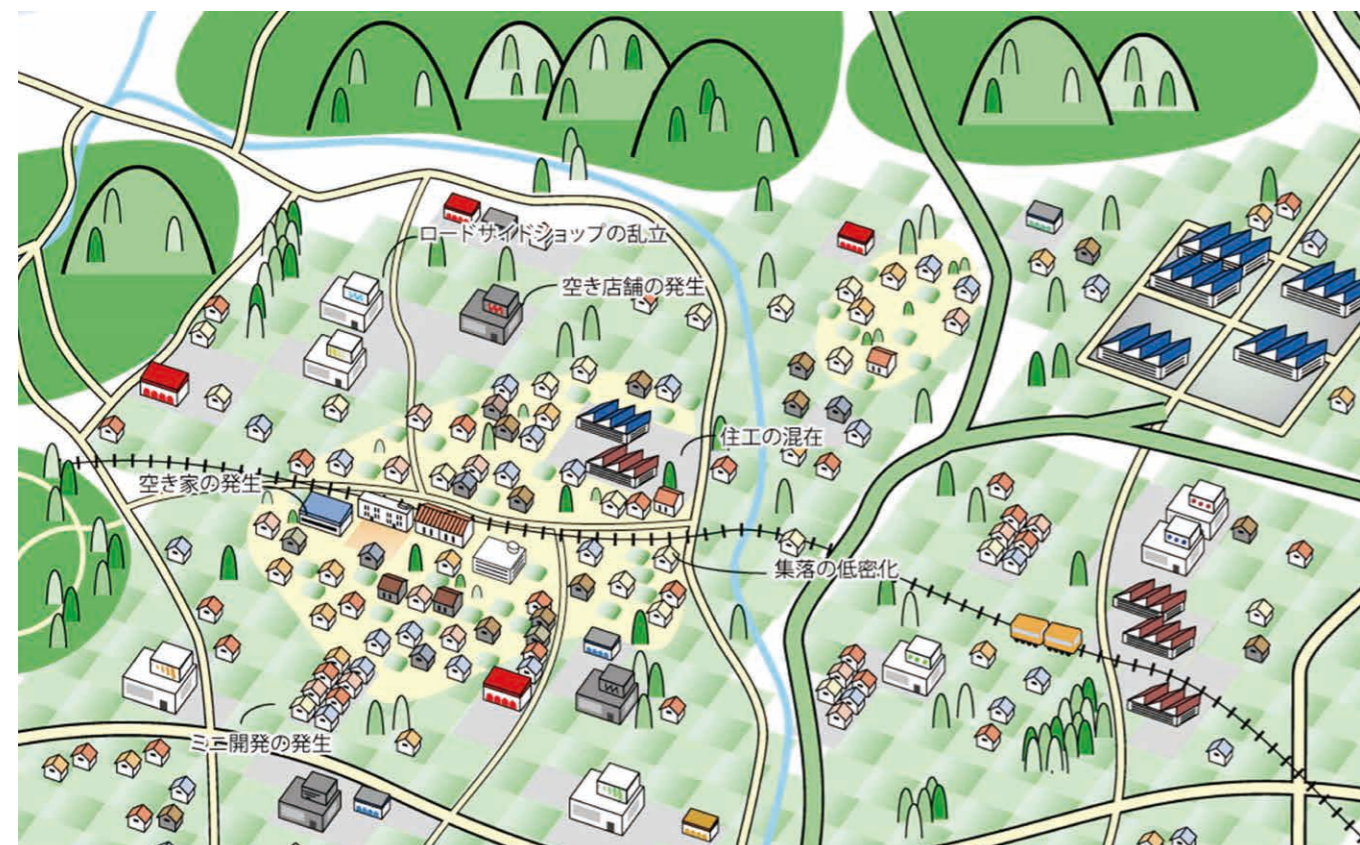 ロードサイドショップの乱立
空き店舗の発生
住工の混在
空き家の発生
集落の低密化
ミニ開発の発生